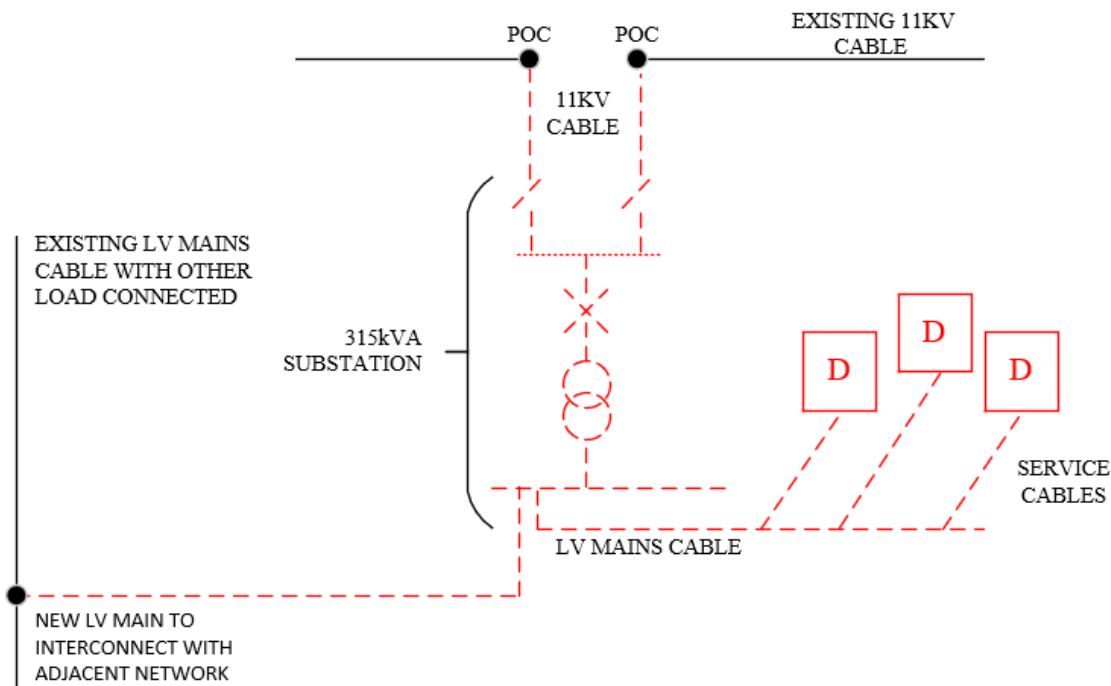 POC
POC
EXISTING 11KV
CABLE
11KV
CABLE
EXISTING LV MAINS
CABLE WITH OTHER
LOAD CONNECTED
315kVA
SUBSTATION
D
D
D
SERVICE
CABLES
LV MAINS CABLE
NEW LV MAIN TO
INTERCONNECT WITH
ADJACENT NETWORK